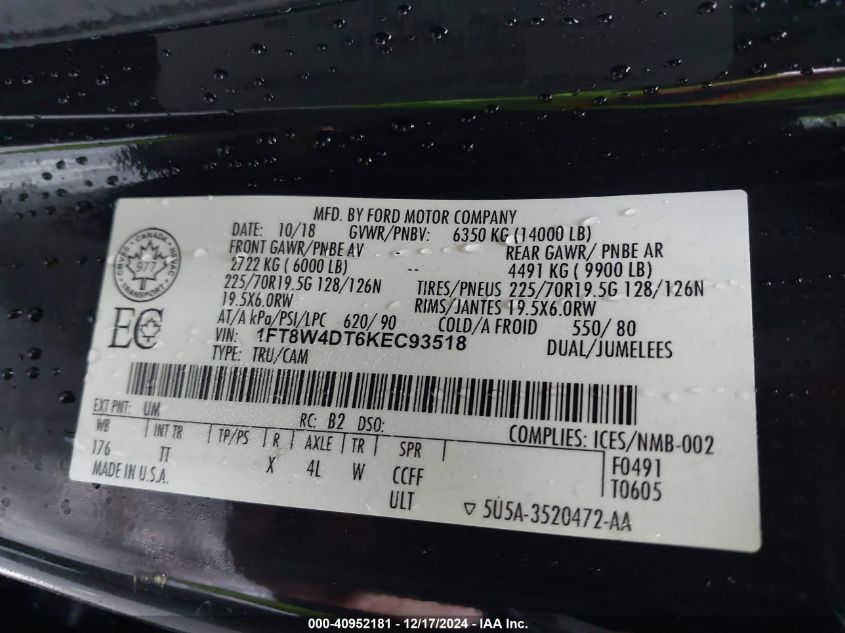 MFD. BY FORD MOTOR COMPANY
DATE: 10/18 GVWR/PNBV: 6350 KG (14000 LB)
FRONT GAWR/PNBE AV REAR GAWR/ PNBE AR
2722 KG ( 6000 LB) -- 4491 KG ( 9900 LB)
225/70R19.5G 128/126N TIRES/PNEUS 225/70R19.5G 128/126N
19.5X6.0RW RIMS/JANTES 19.5X6.0RW
AT/A kPa/PSI/LPC 620/ 90 COLD/A FROID 550/ 80
VIN: 1FT8W4DT6KEC93518 DUAL/JUMELEES
TYPE: TRU/CAM
CANADA
CMVSS
NSVAC
977
TRANSPORT
EC
EXT PNT: UM RC: B2 DSO: COMPLIES: ICES/NMB-002
WB INT TR TP/PS R AXLE TR SPR F0491
176 TT X 4L W CCFF T0605
MADE IN U.S.A. ULT ▽ 5U5A-3520472-AA
000-40952181 - 12/17/2024 - IAA Inc.